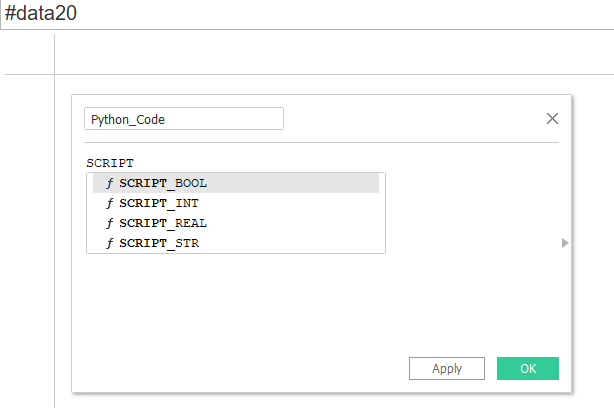 #data20
Python_Code
SCRIPT
f SCRIPT_BOOL
f SCRIPT_INT
f SCRIPT_REAL
f SCRIPT_STR
Apply OK